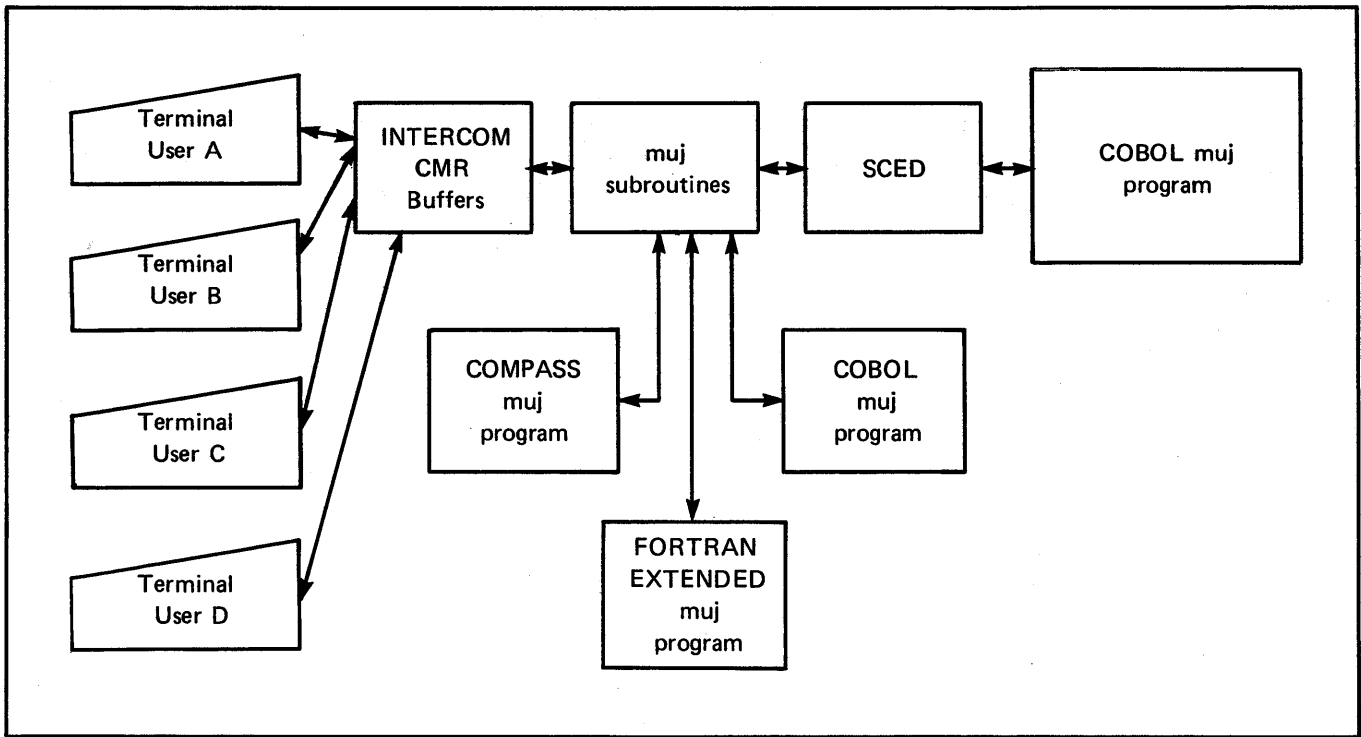 Terminal
User A
INTERCOM
CMR
Buffers
muj
subroutines
SCED
COBOL muj
program
Terminal
User B
COMPASS
muj
program
COBOL
muj
program
Terminal
User C
FORTRAN
EXTENDED
muj
program
Terminal
User D